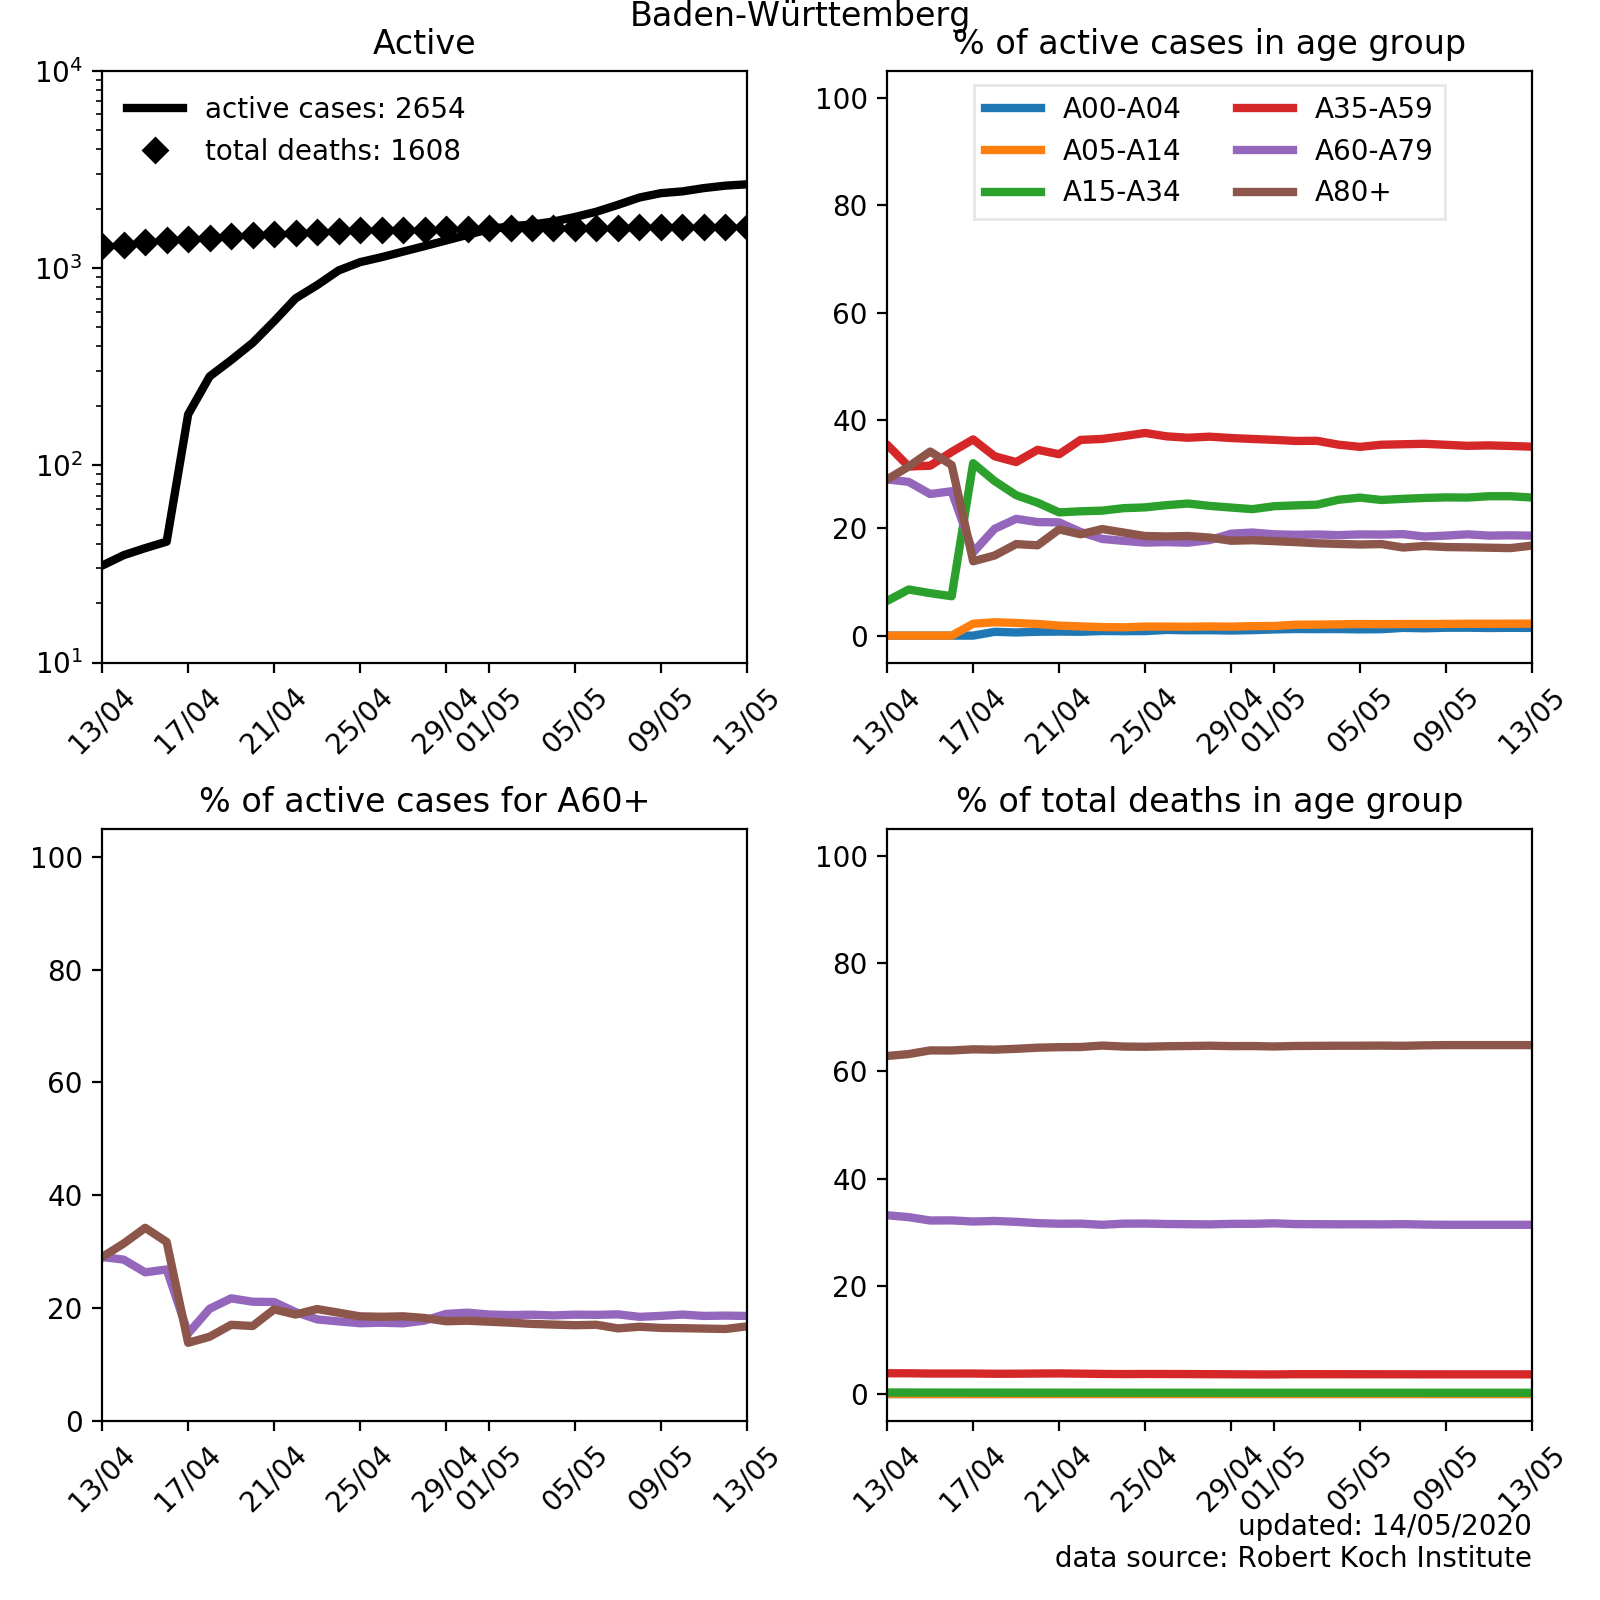 Baden-Württemberg
Active
10⁴
10³
10²
10¹
active cases: 2654
total deaths: 1608
13/04 17/04 21/04 25/04 29/04 01/05 05/05 09/05 13/05
% of active cases in age group
100
80
60
40
20
0
A00-A04 A35-A59
A05-A14 A60-A79
A15-A34 A80+
13/04 17/04 21/04 25/04 29/04 01/05 05/05 09/05 13/05
% of active cases for A60+
100
80
60
40
20
0
13/04 17/04 21/04 25/04 29/04 01/05 05/05 09/05 13/05
% of total deaths in age group
100
80
60
40
20
0
13/04 17/04 21/04 25/04 29/04 01/05 05/05 09/05 13/05
updated: 14/05/2020
data source: Robert Koch Institute